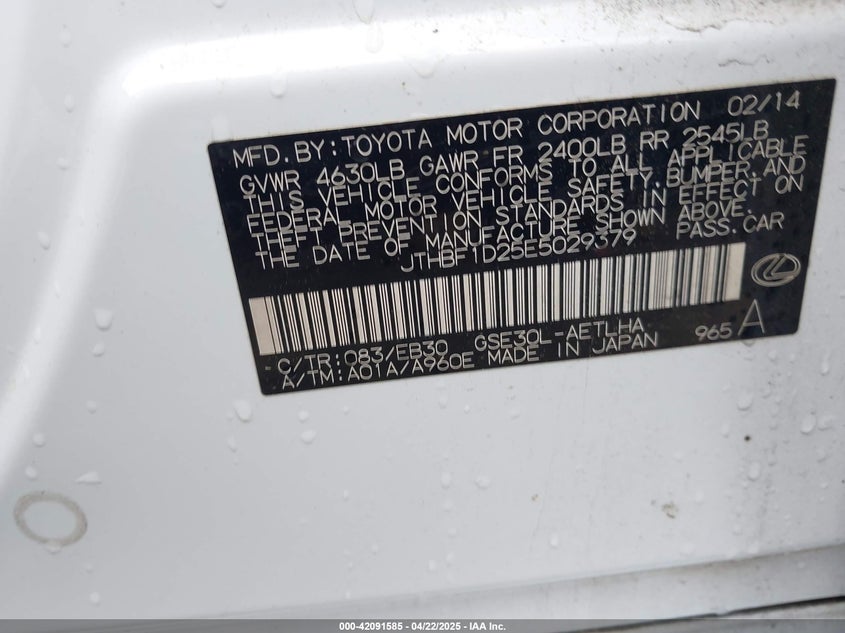 MFD. BY: TOYOTA MOTOR CORPORATION 02/14
GVWR 4630LB GAWR FR 2400LB RR 2545LB
THIS VEHICLE CONFORMS TO ALL APPLICABLE
FEDERAL MOTOR VEHICLE SAFETY, BUMPER, AND
THEFT PREVENTION STANDARDS IN EFFECT ON
THE DATE OF MANUFACTURE SHOWN ABOVE.
JTHBF1D25E5029379 PASS. CAR
C/TR: 083/EB30 GSE30L-AETLHA 965 A
A/TM: A01A/A960E MADE IN JAPAN
000-42091585 - 04/22/2025 - IAA Inc.